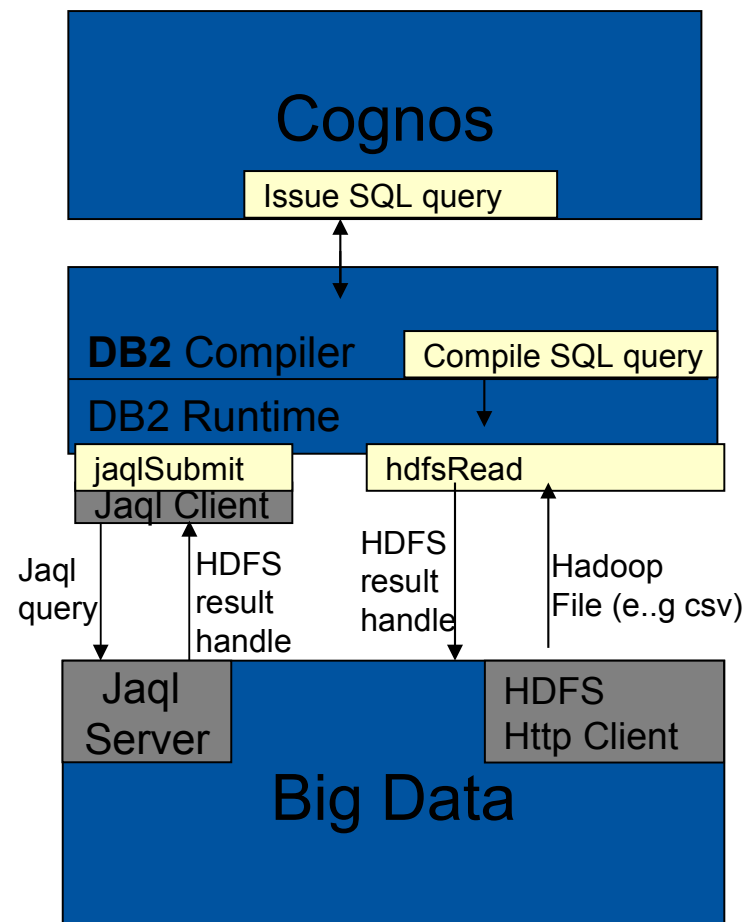 Cognos
Issue SQL query
DB2 Compiler
Compile SQL query
DB2 Runtime
jaqlSubmit
hdfsRead
Jaql Client
Jaql
query
HDFS
result
handle
HDFS
result
handle
Hadoop
File (e..g csv)
Jaql
Server
HDFS
Http Client
Big Data